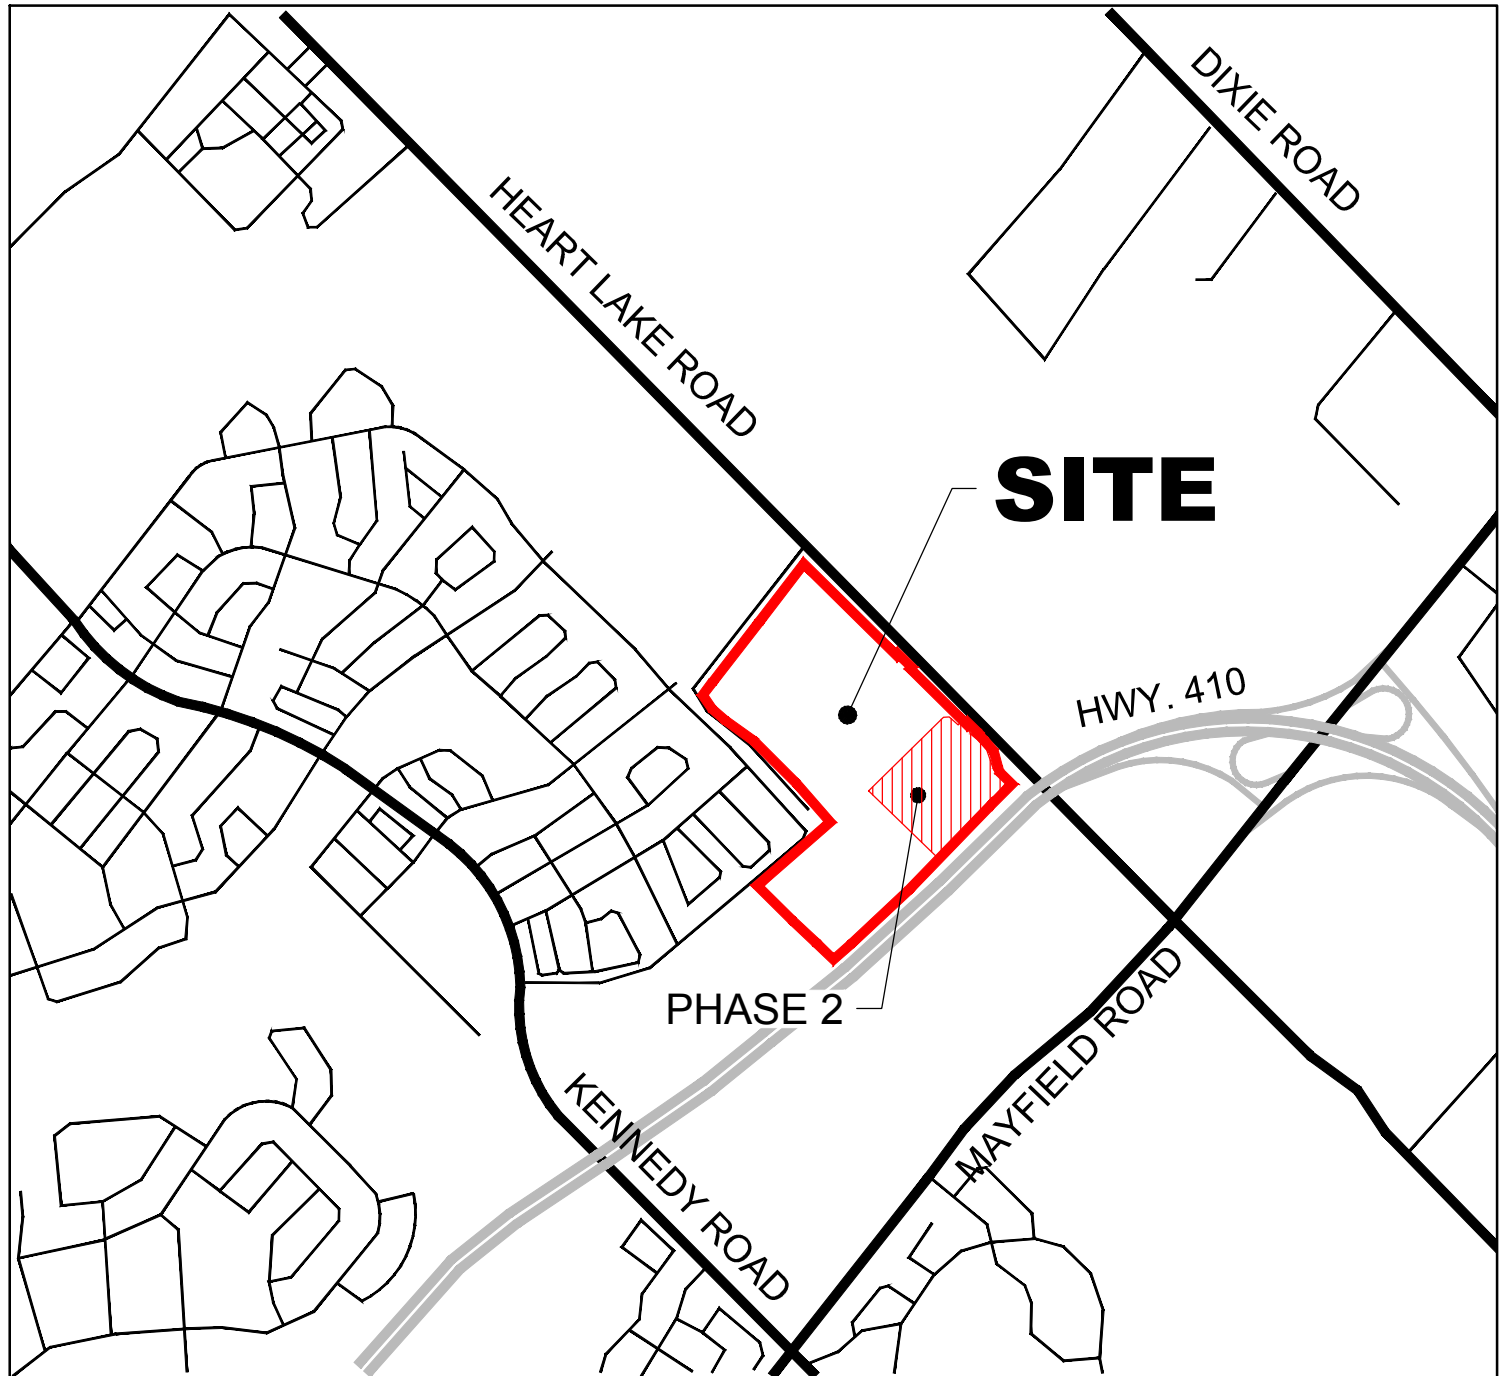 DIXIE ROAD
HEART LAKE ROAD
SITE
HWY. 410
PHASE 2
MAYFIELD ROAD
KENNEDY ROAD